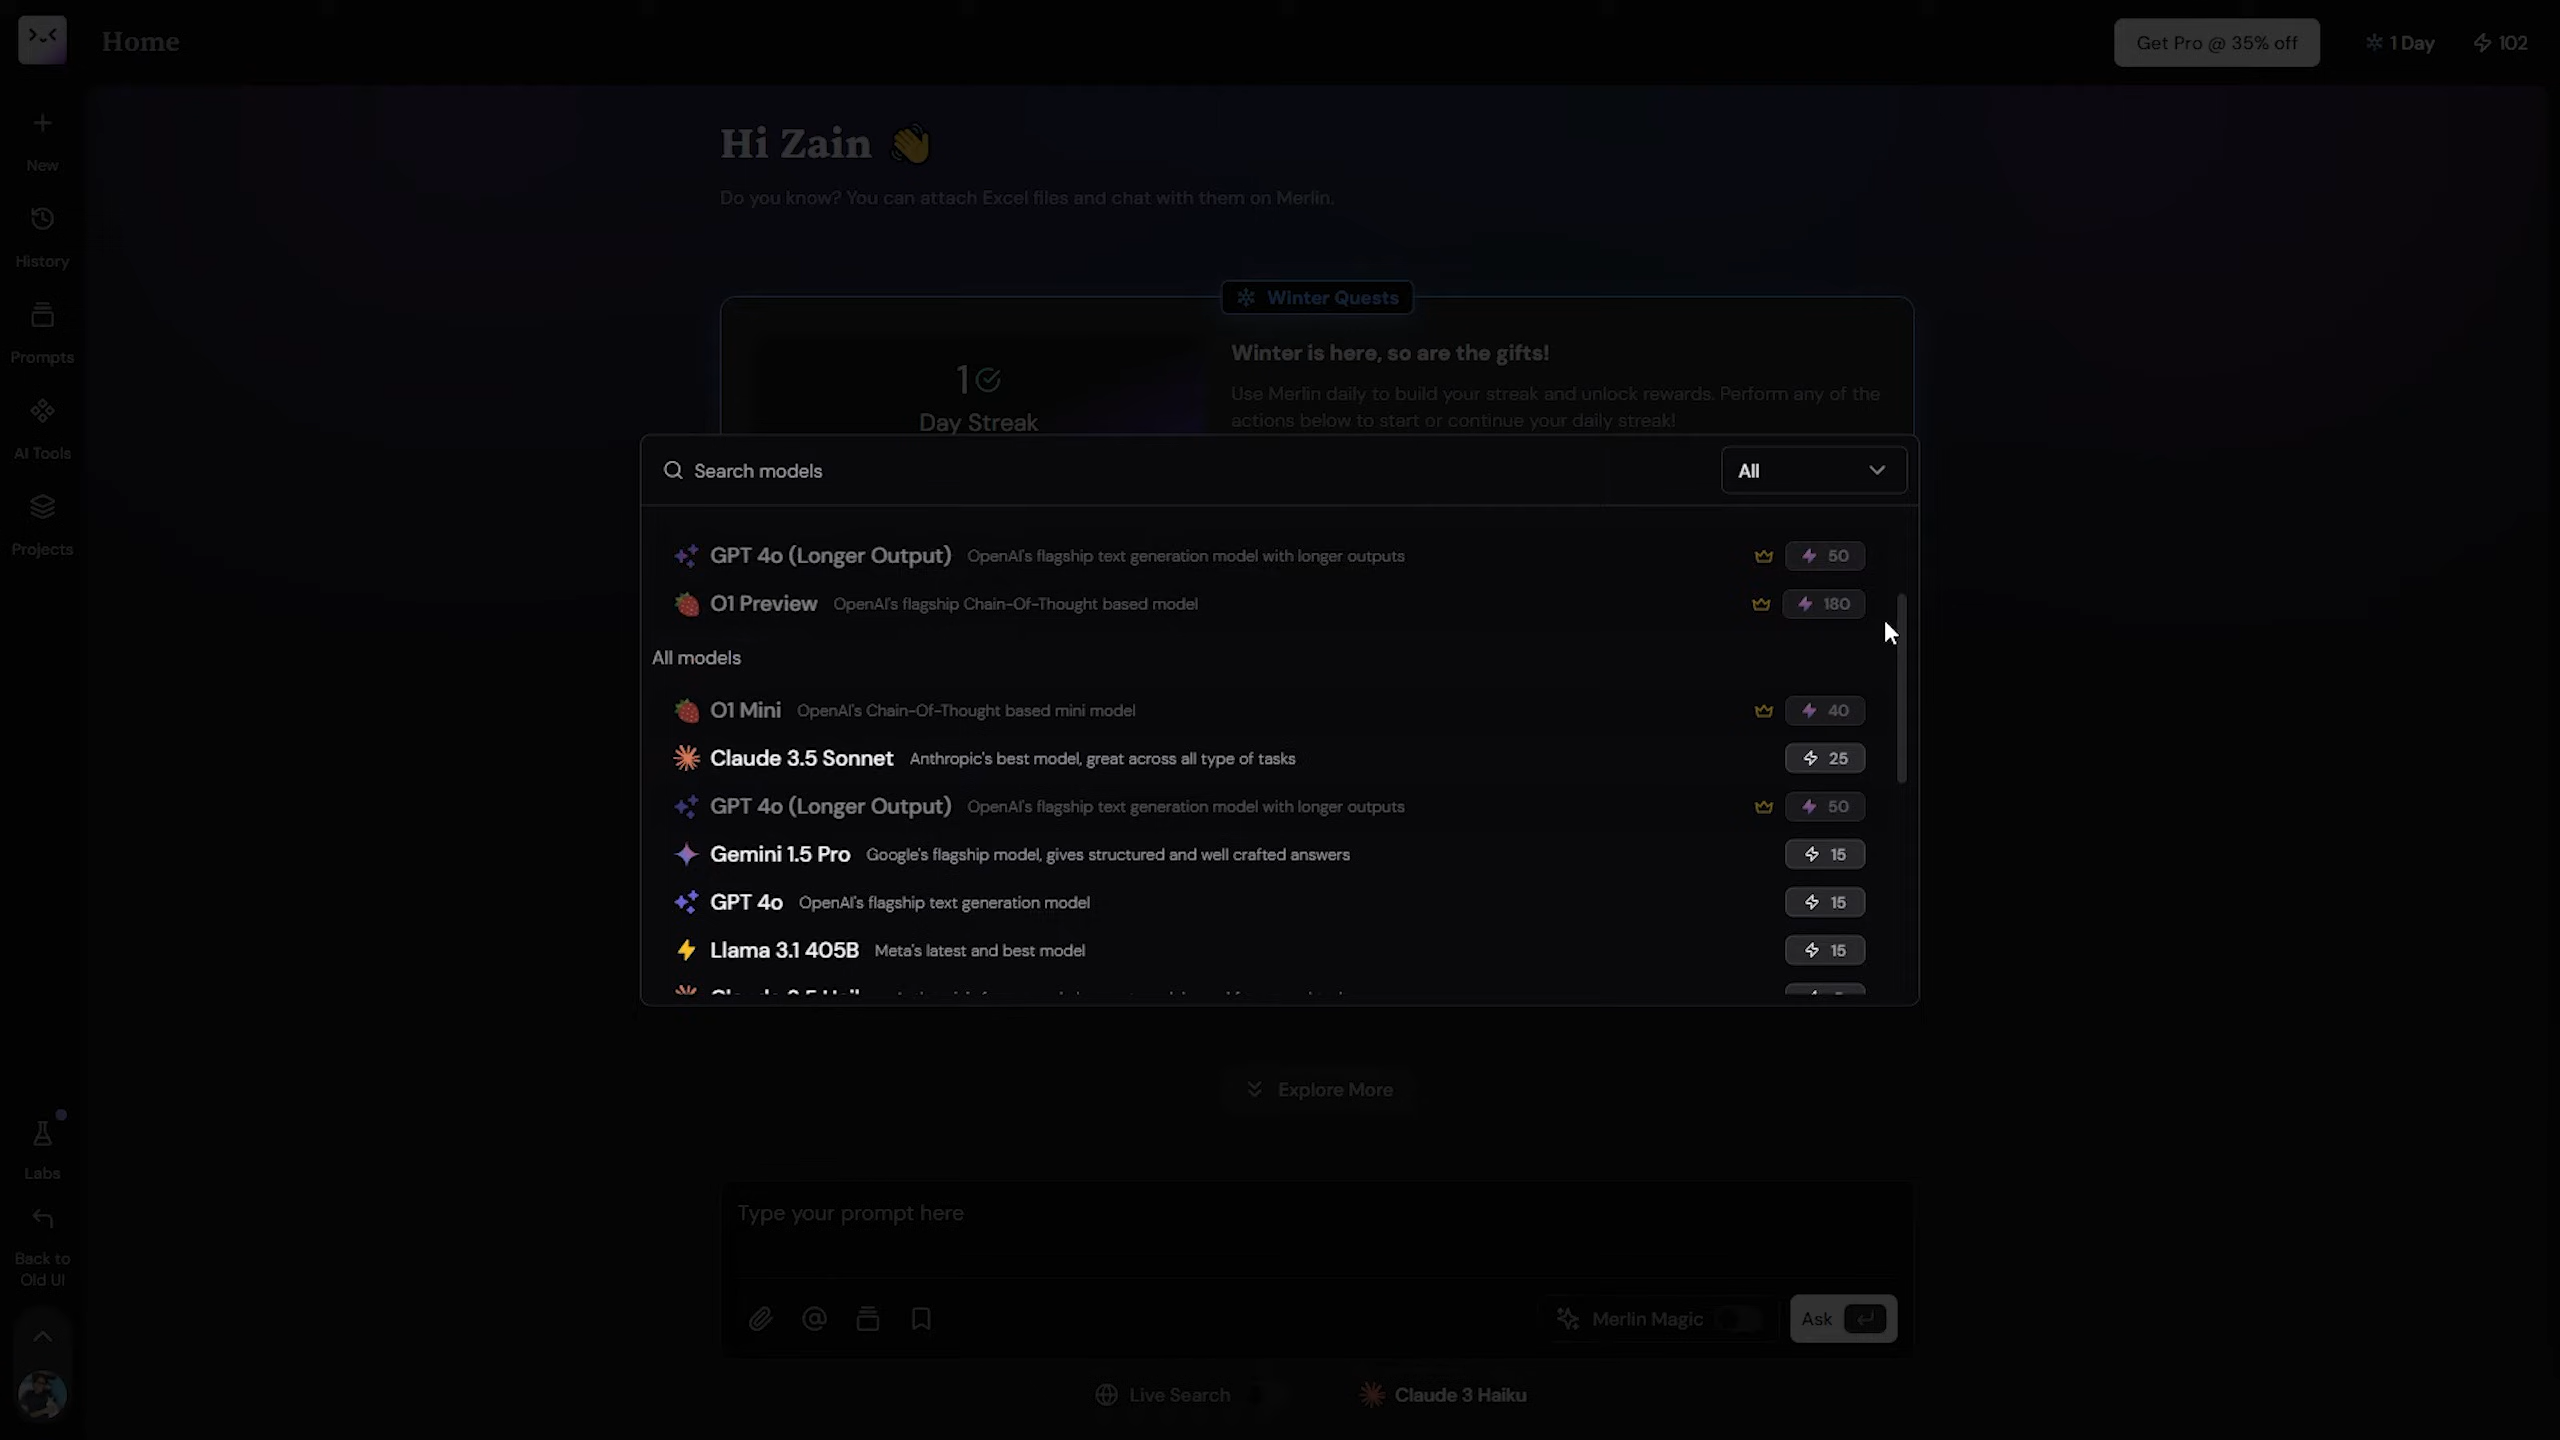 Home
Get Pro @ 35% off
1 Day
102
New
History
Prompts
AI Tools
Projects
Labs
Back to
Old UI
Hi Zain
Do you know? You can attach Excel files and chat with them on Merlin.
Winter Quests
1
Day Streak
Winter is here, so are the gifts!
Use Merlin daily to build your streak and unlock rewards. Perform any of the
actions below to start or continue your daily streak!
Search models
All
GPT 4o (Longer Output) OpenAI's flagship text generation model with longer outputs 50
O1 Preview OpenAI's flagship Chain-Of-Thought based model 180
All models
O1 Mini OpenAI's Chain-Of-Thought based mini model 40
Claude 3.5 Sonnet Anthropic's best model, great across all type of tasks 25
GPT 4o (Longer Output) OpenAI's flagship text generation model with longer outputs 50
Gemini 1.5 Pro Google's flagship model, gives structured and well crafted answers 15
GPT 4o OpenAI's flagship text generation model 15
Llama 3.1 405B Meta's latest and best model 15
Explore More
Type your prompt here
Merlin Magic
Ask
Live Search
Claude 3 Haiku